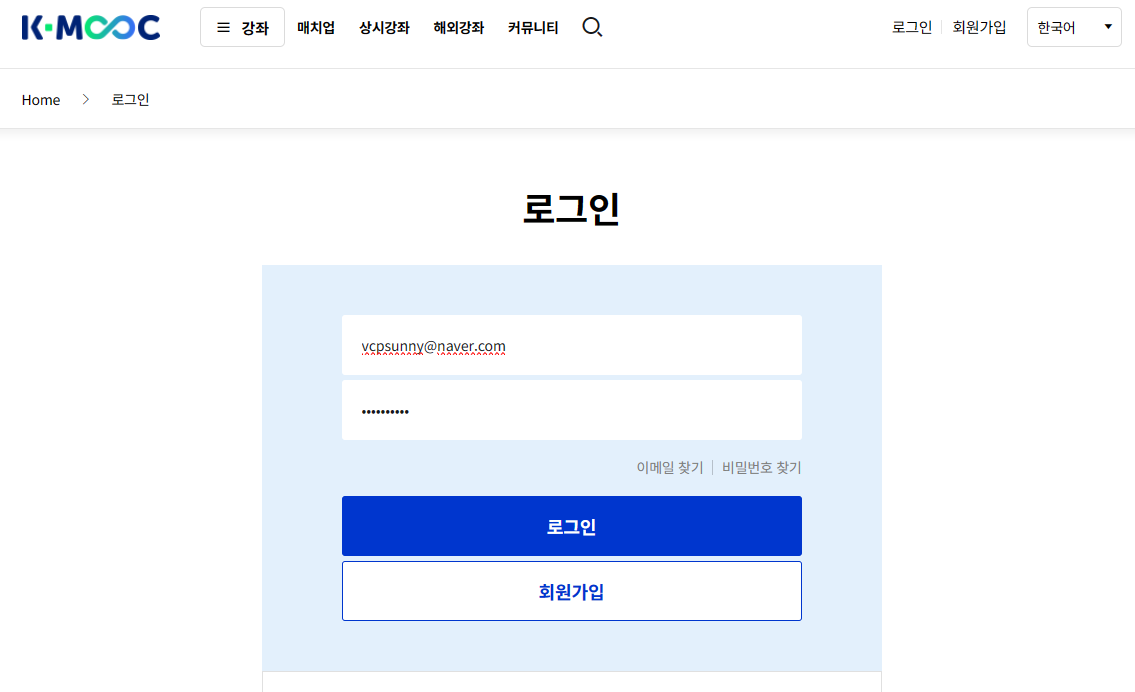 K-MOOC 강좌 매치업 상시강좌 해외강좌 커뮤니티 로그인 회원가입 한국어
Home 로그인
로그인
vcpsunny@naver.com
••••••••••
이메일 찾기 비밀번호 찾기
로그인
회원가입